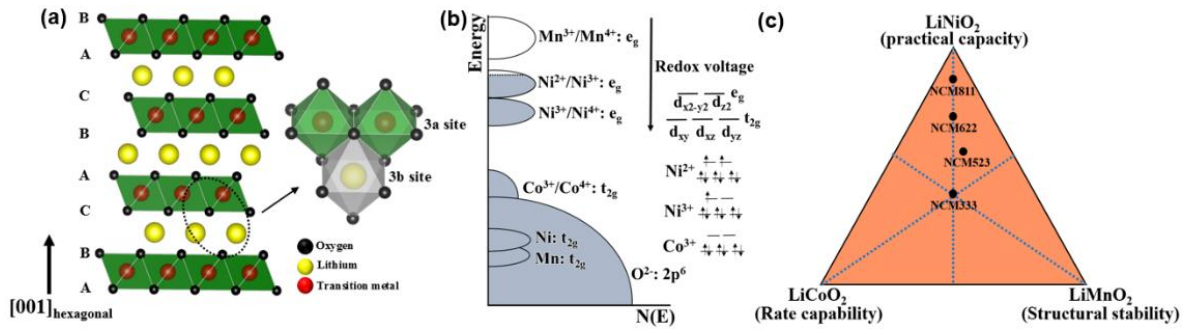 (a)
B
A
C
B
A
C
B
A
[001]hexagonal
3a site
3b site
Oxygen
Lithium
Transition metal
(b)
Energy
Mn3+/Mn4+: eg
Ni2+/Ni3+: eg
Ni3+/Ni4+: eg
Co3+/Co4+: t2g
Ni: t2g
Mn: t2g
O2-: 2p6
N(E)
Redox voltage
dx2-y2 dz2 eg
dxy dxz dyz t2g
Ni2+
Ni3+
Co3+
(c)
LiNiO2
(practical capacity)
NCM811
NCM622
NCM523
NCM333
LiCoO2
(Rate capability)
LiMnO2
(Structural stability)